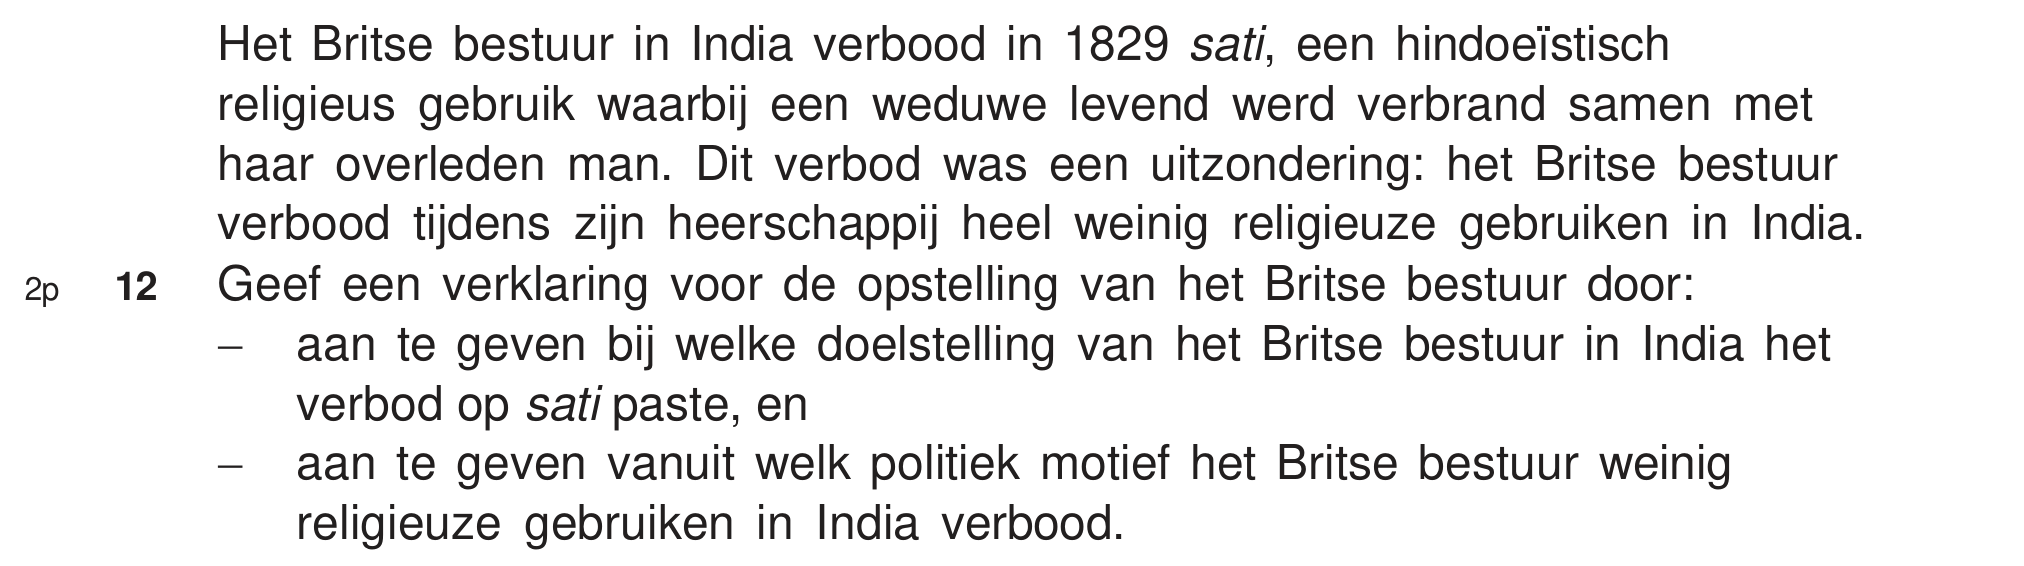 Het Britse bestuur in India verbood in 1829 sati, een hindoeïstisch
religieus gebruik waarbij een weduwe levend werd verbrand samen met
haar overleden man. Dit verbod was een uitzondering: het Britse bestuur
verbood tijdens zijn heerschappij heel weinig religieuze gebruiken in India.
2p 12 Geef een verklaring voor de opstelling van het Britse bestuur door:
– aan te geven bij welke doelstelling van het Britse bestuur in India het
verbod op sati paste, en
– aan te geven vanuit welk politiek motief het Britse bestuur weinig
religieuze gebruiken in India verbood.